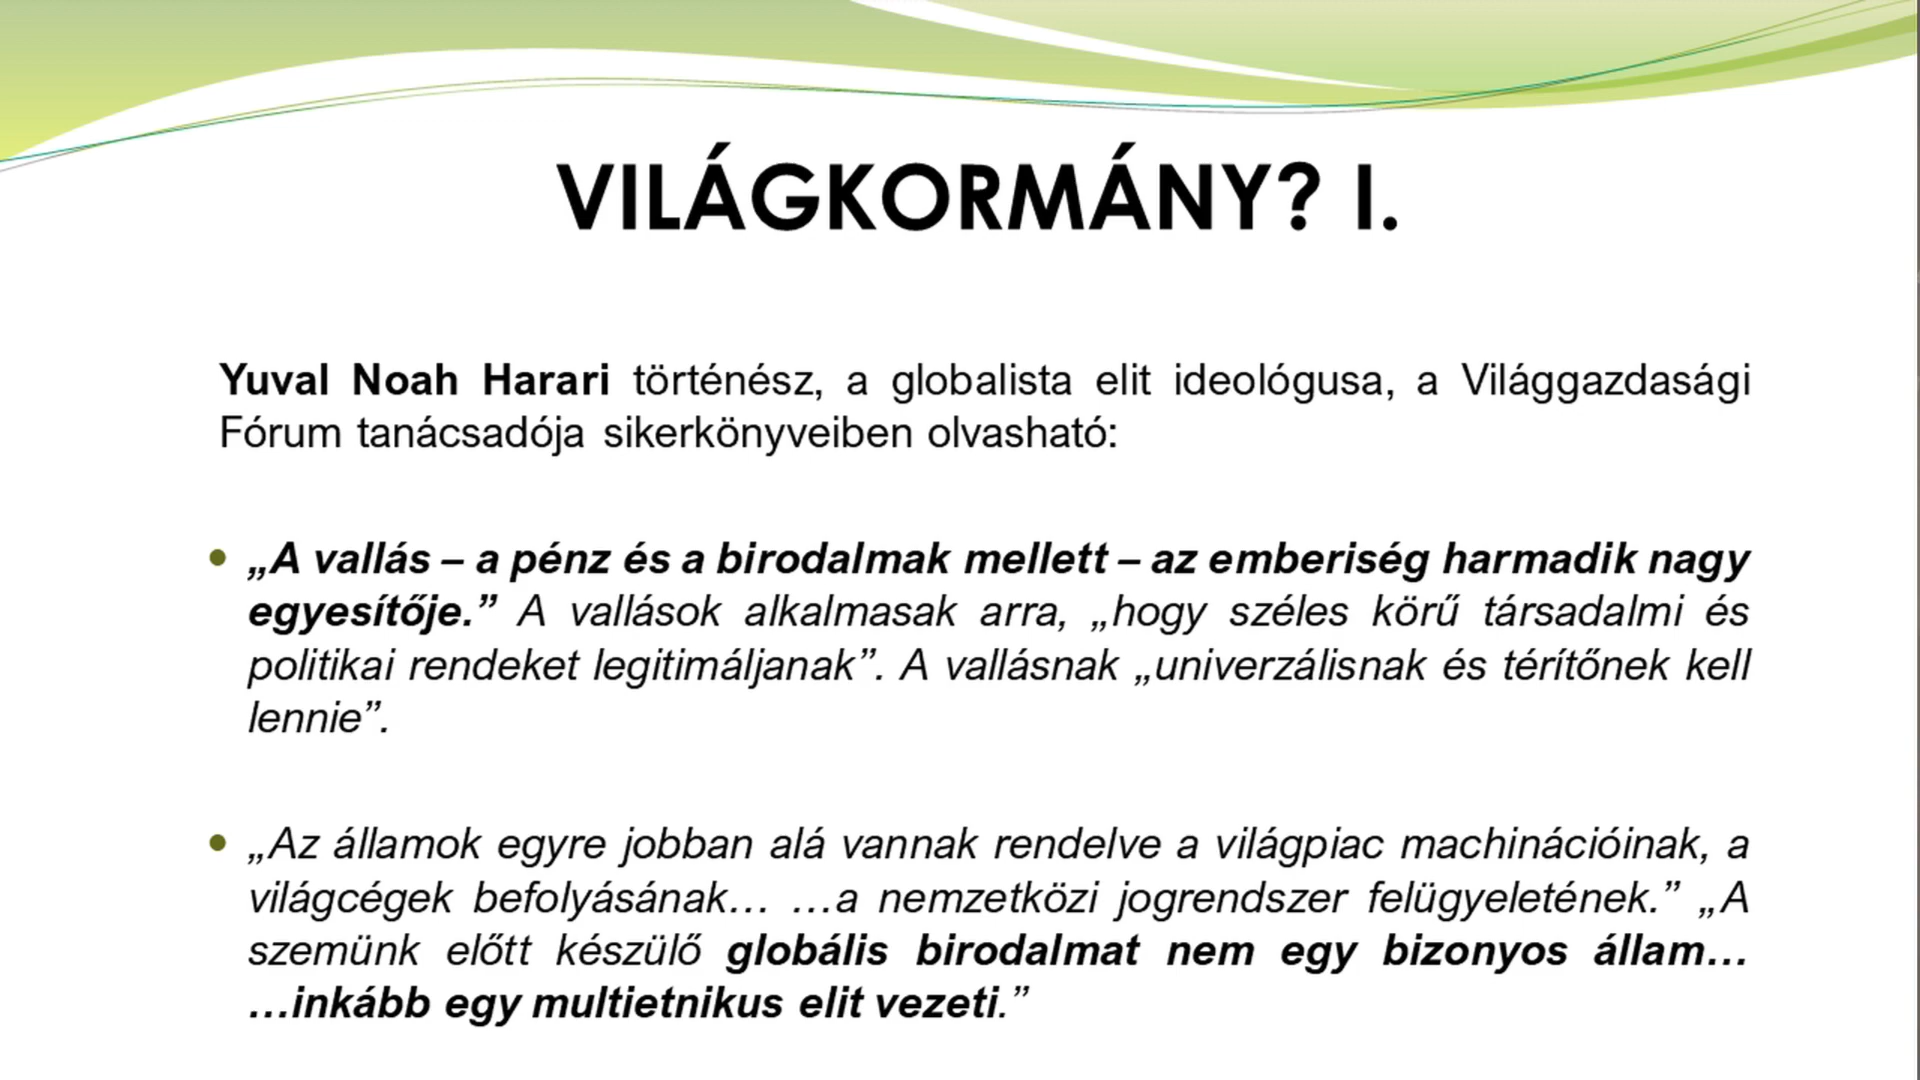 VILÁGKORMÁNY? I.
Yuval Noah Harari történész, a globalista elit ideológusa, a Világgazdasági
Fórum tanácsadója sikerkönyveiben olvasható:
• „A vallás – a pénz és a birodalmak mellett – az emberiség harmadik nagy
egyesítője.” A vallások alkalmasak arra, „hogy széles körű társadalmi és
politikai rendeket legitimáljanak”. A vallásnak „univerzálisnak és térítőnek kell
lennie”.
• „Az államok egyre jobban alá vannak rendelve a világpiac machinációinak, a
világcégek befolyásának… …a nemzetközi jogrendszer felügyeletének.” „A
szemünk előtt készülő globális birodalmat nem egy bizonyos állam…
…inkább egy multietnikus elit vezeti.”